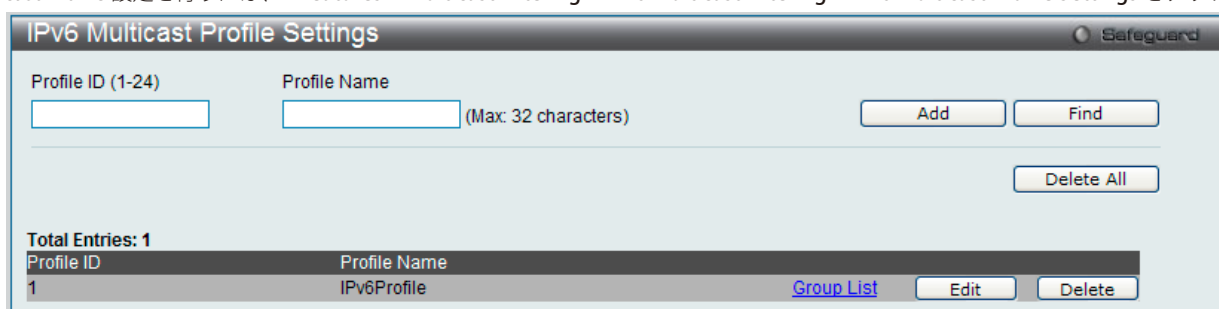 IPv6 Multicast Profile Settings
Safeguard
Profile ID (1-24) Profile Name
(Max: 32 characters) Add Find
Delete All
Total Entries: 1
Profile ID Profile Name
1 IPv6Profile Group List Edit Delete